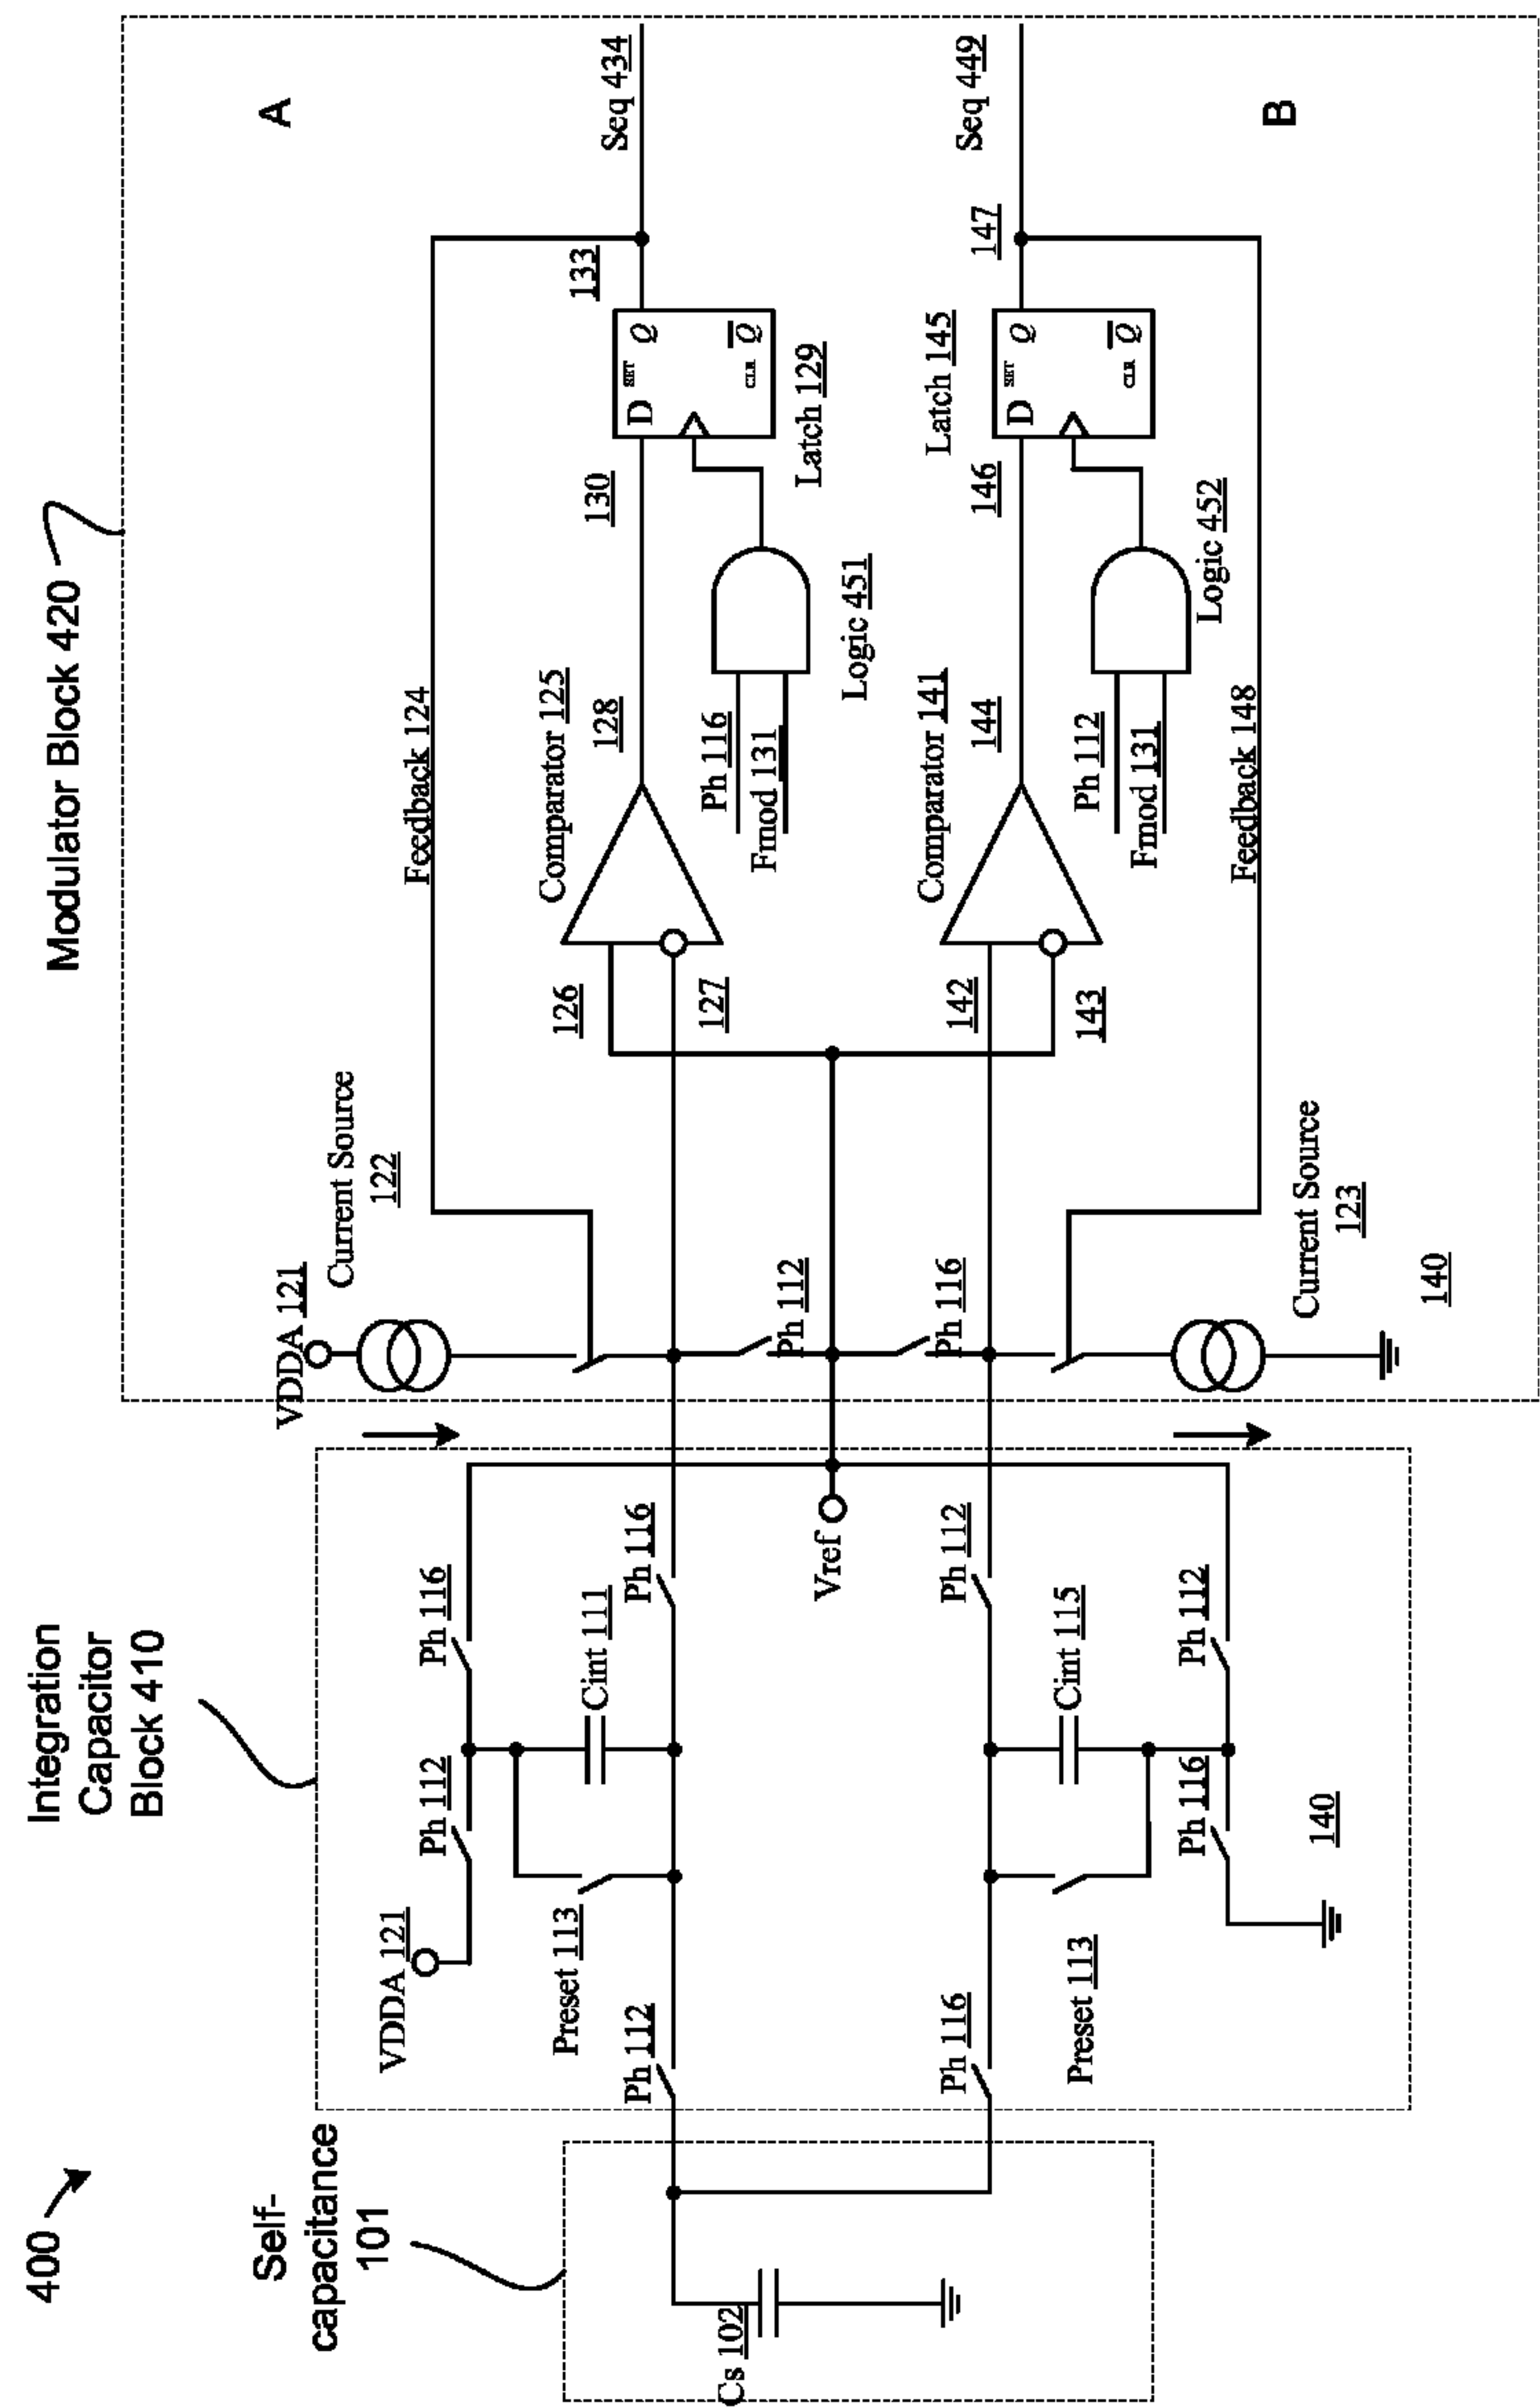 400
Self-
capacitance
101
Cs 102
Integration
Capacitor
Block 410
VDDA 121
Ph 112
Ph 116
Preset 113
Cint 111
Ph 112
Ph 116
Vref
Ph 116
Ph 112
Cint 115
Preset 113
Ph 116
Ph 112
140
Modulator Block 420
A
VDDA 121
Current Source
122
Feedback 124
Comparator 125
126
127
128
130
133
Seq 434
D
SET
Q
CLR
Q
Latch 129
Ph 116
Fmod 131
Logic 451
Ph 112
Ph 116
Comparator 141
142
143
144
146
147
Seq 449
Latch 145
D
SET
Q
CLR
Q
Ph 112
Fmod 131
Logic 452
Feedback 148
Current Source
123
140
B